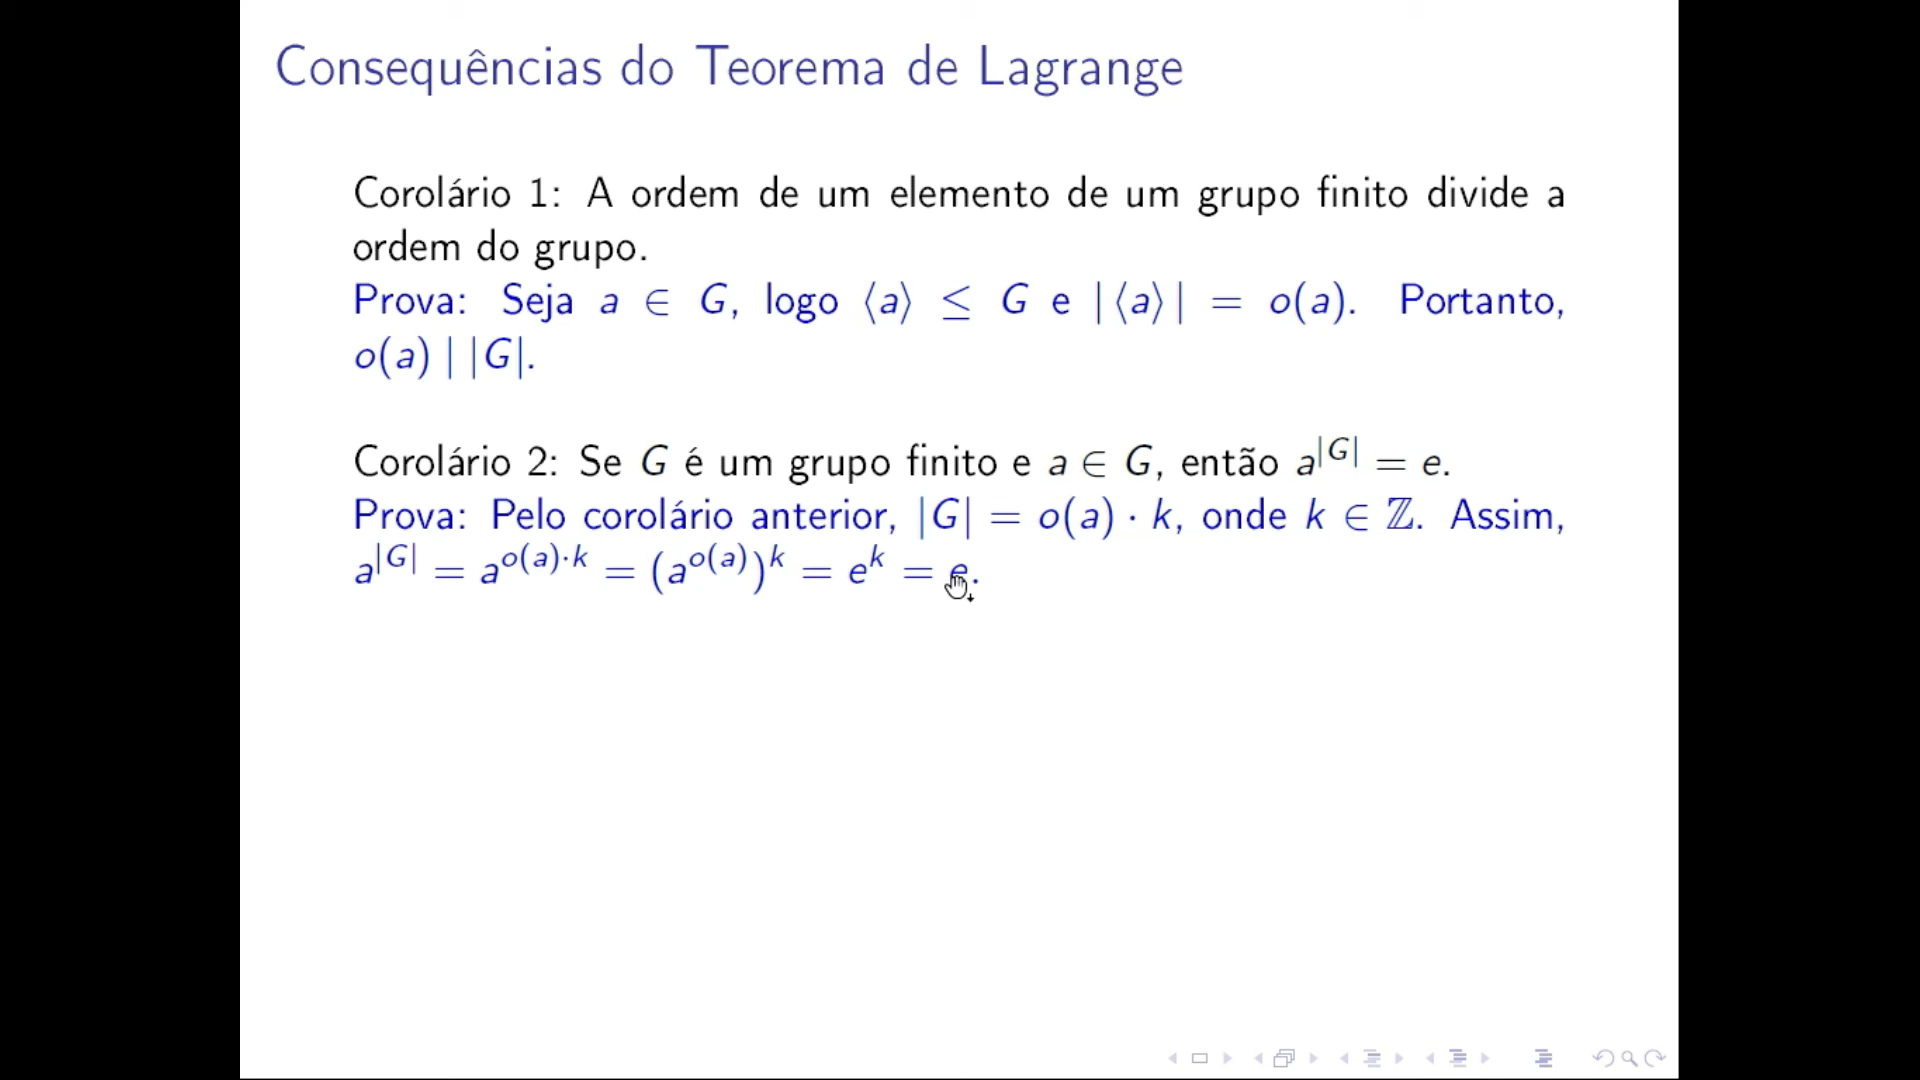 Consequências do Teorema de Lagrange
Corolário 1: A ordem de um elemento de um grupo finito divide a
ordem do grupo.
Prova: Seja a ∈ G, logo ⟨a⟩ ≤ G e |⟨a⟩| = o(a). Portanto,
o(a) | |G|.
Corolário 2: Se G é um grupo finito e a ∈ G, então a^{|G|} = e.
Prova: Pelo corolário anterior, |G| = o(a) · k, onde k ∈ ℤ. Assim,
a^{|G|} = a^{o(a)·k} = (a^{o(a)})^k = e^k = e.